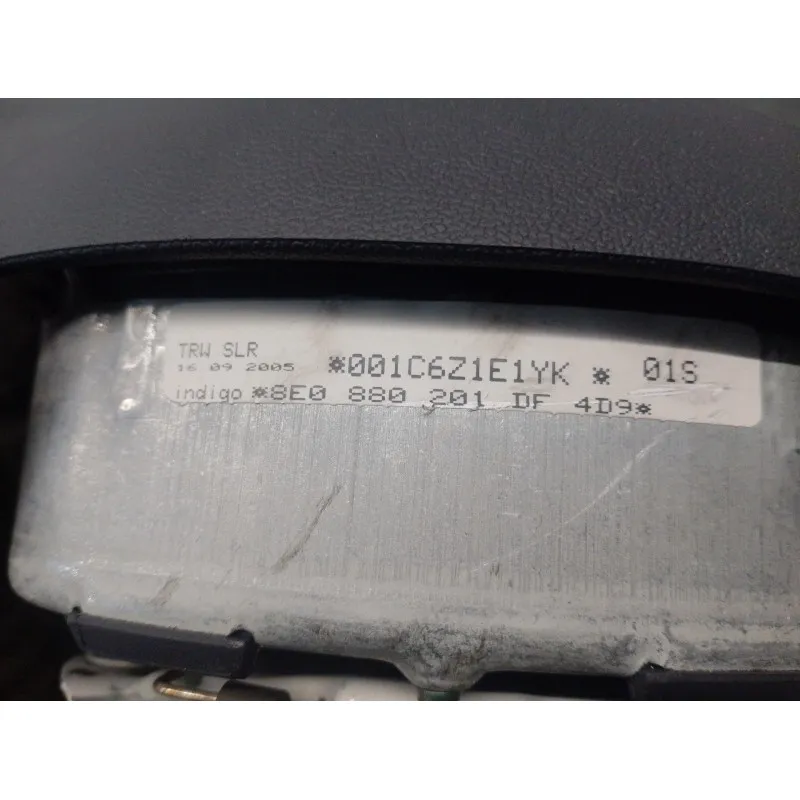 TRW SLR
16 09 2005 *001C6Z1E1YK * 01S
indigo *8E0 880 201 DF 4D9*